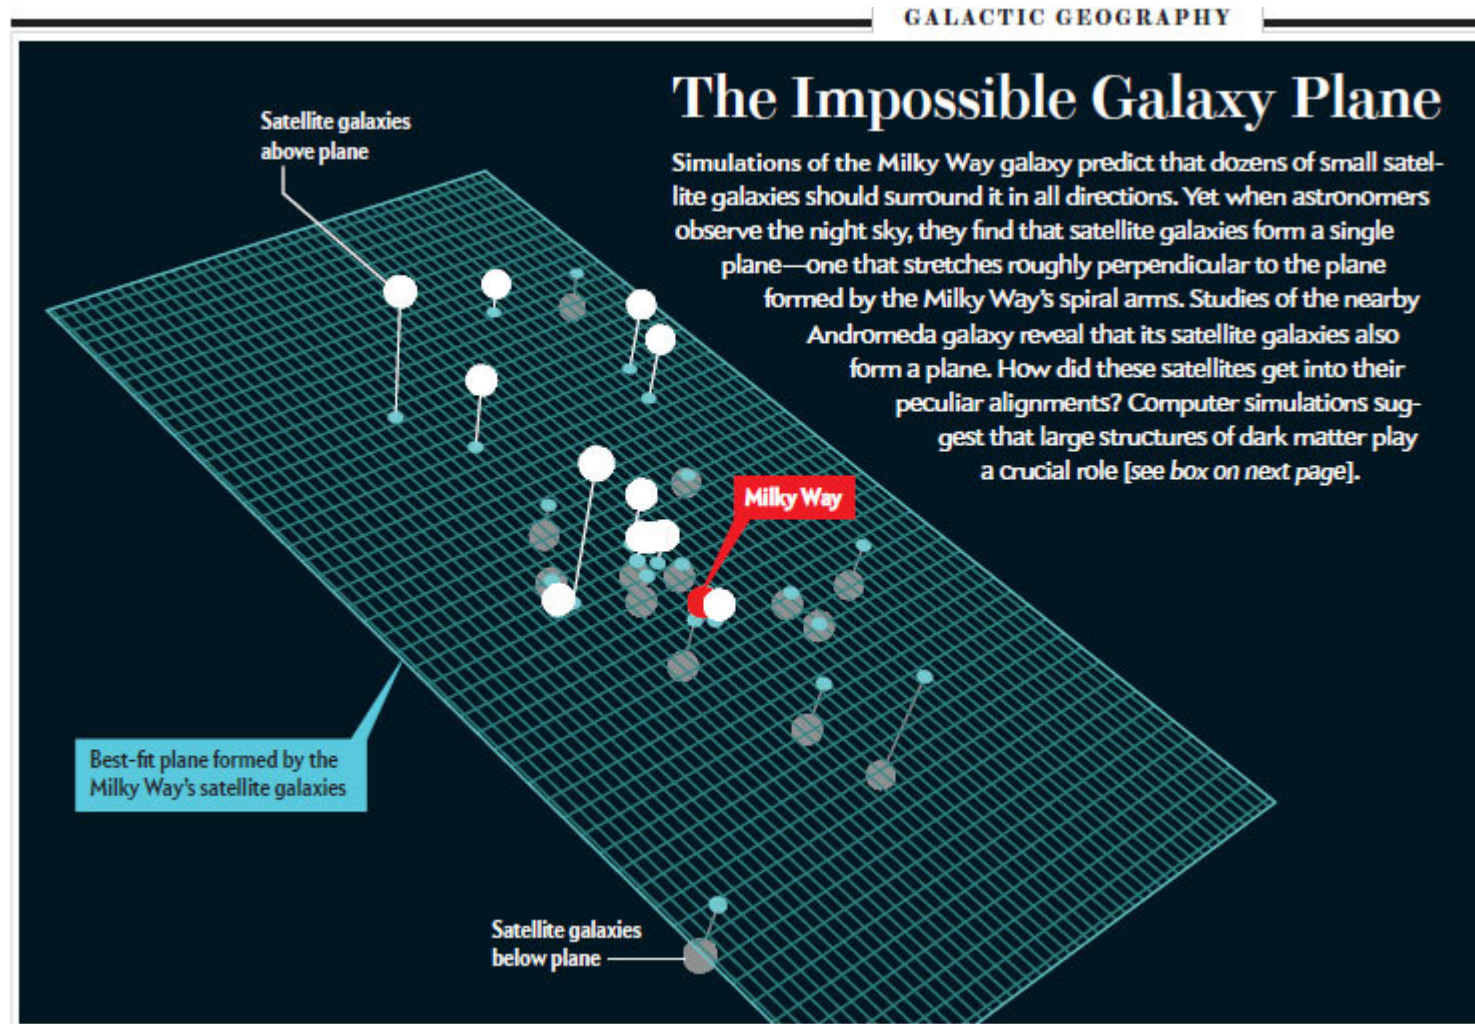 GALACTIC GEOGRAPHY
The Impossible Galaxy Plane
Simulations of the Milky Way galaxy predict that dozens of small satel-
lite galaxies should surround it in all directions. Yet when astronomers
observe the night sky, they find that satellite galaxies form a single
plane—one that stretches roughly perpendicular to the plane
formed by the Milky Way's spiral arms. Studies of the nearby
Andromeda galaxy reveal that its satellite galaxies also
form a plane. How did these satellites get into their
peculiar alignments? Computer simulations sug-
gest that large structures of dark matter play
a crucial role [see box on next page].
Satellite galaxies
above plane
Milky Way
Best-fit plane formed by the
Milky Way's satellite galaxies
Satellite galaxies
below plane